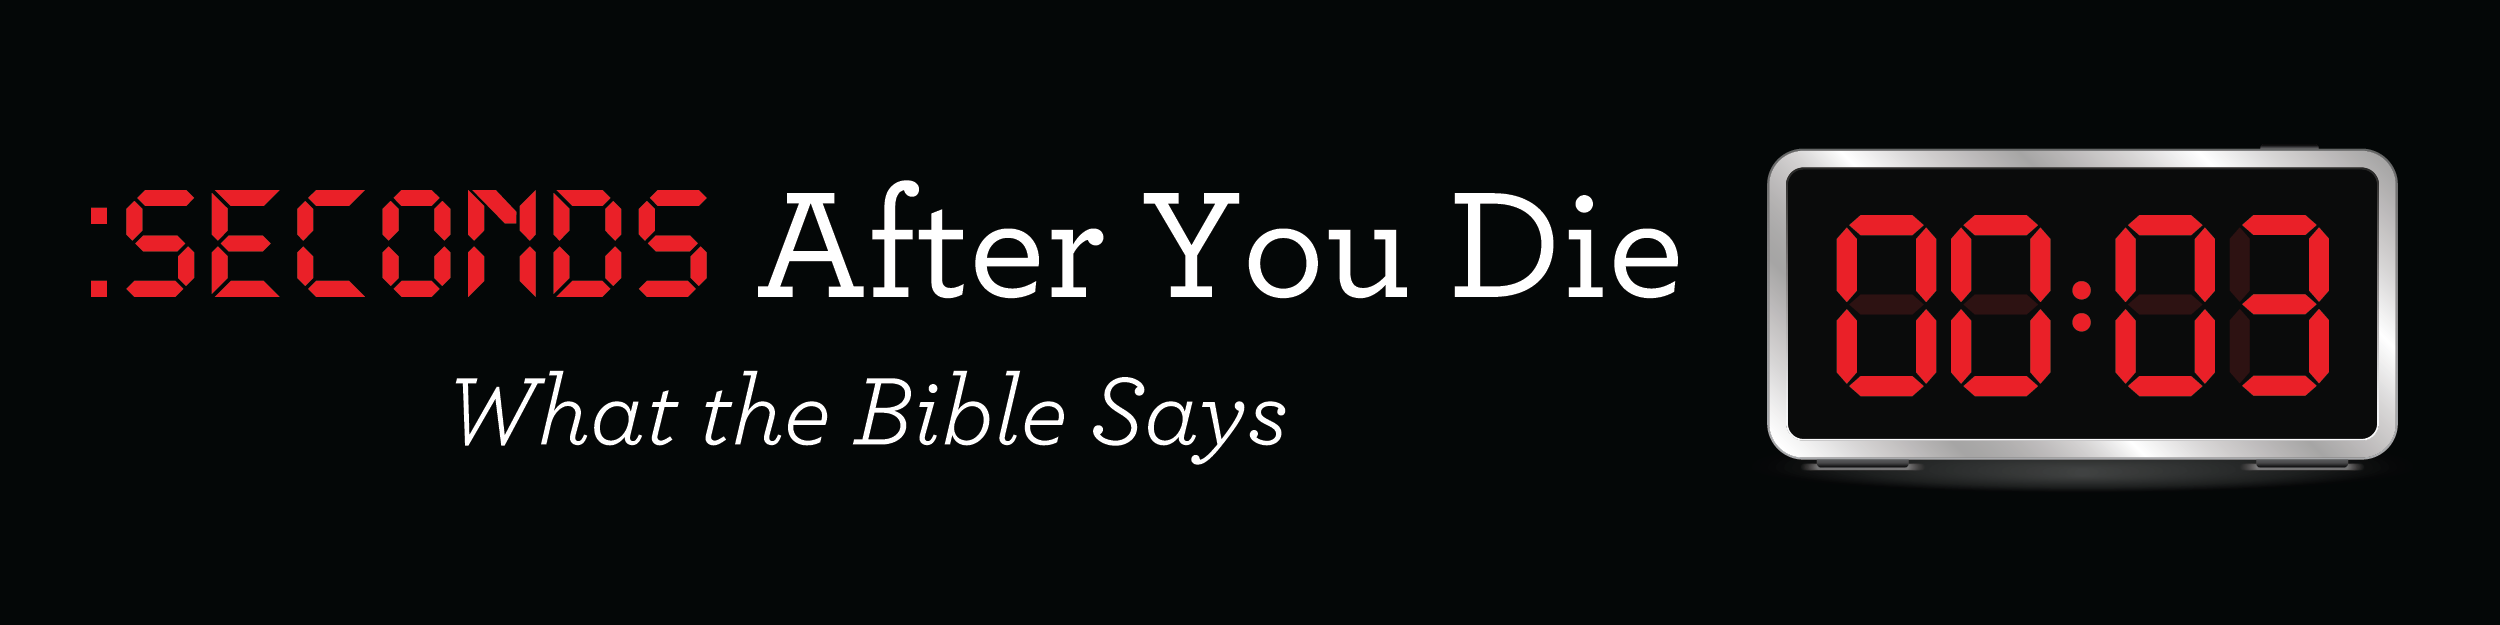 :SECONDS After You Die
What the Bible Says
00:03